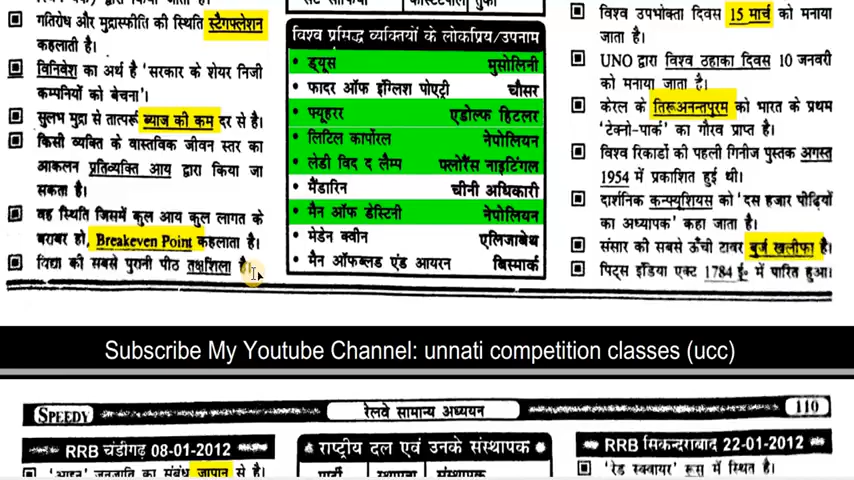 गतिरोध और मुद्रास्फीति की स्थिति स्टैगफ्लेशन
कहलाती है।
विनिवेश का अर्थ है 'सरकार के शेयर निजी
कम्पनियों को बेचना'।
सुलभ मुद्रा से तात्पर्य ब्याज की कम दर से है।
किसी व्यक्ति के वास्तविक जीवन स्तर का
आकलन प्रतिव्यक्ति आय द्वारा किया जा
सकता है।
वह स्थिति जिसमें कुल आय कुल लागत के
बराबर हो, Breakeven Point कहलाता है।
विद्या की सबसे पुरानी पीठ तक्षशिला है।
विश्व प्रसिद्ध व्यक्तियों के लोकप्रिय/उपनाम
• ड्यूस मुसोलिनी
• फादर ऑफ इंग्लिश पोएट्री चौसर
• फ्यूहरर एडोल्फ हिटलर
• लिटिल कार्पोरल नेपोलियन
• लेडी विद द लैम्प फ्लोरैंस नाइटिंगल
• मैंडारिन चीनी अधिकारी
• मैन ऑफ डेस्टिनी नेपोलियन
• मेडेन क्वीन एलिजाबेथ
• मैन ऑफब्लड एंड आयरन बिस्मार्क
विश्व उपभोक्ता दिवस 15 मार्च को मनाया
जाता है।
UNO द्वारा विश्व ठहाका दिवस 10 जनवरी
को मनाया जाता है।
केरल के तिरूअनन्तपुरम को भारत के प्रथम
'टेक्नो-पार्क' का गौरव प्राप्त है।
विश्व रिकार्डों की पहली गिनीज पुस्तक अगस्त
1954 में प्रकाशित हुई थी।
दार्शनिक कन्फ्यूशियस को 'दस हजार पीढ़ियों
का अध्यापक' कहा जाता है।
संसार की सबसे ऊँची टावर बुर्ज खलीफा है।
पिट्स इंडिया एक्ट 1784 ई॰ में पारित हुआ।
Subscribe My Youtube Channel: unnati competition classes (ucc)
SPEEDY रेलवे सामान्य अध्ययन 110
RRB चंडीगढ़ 08-01-2012
'आइनू' जनजाति का संबंध जापान से है।
राष्ट्रीय दल एवं उनके संस्थापक
पार्टी स्थापना संस्थापक
RRB सिकन्दराबाद 22-01-2012
'रेड स्क्वायर' रूस में स्थित है।